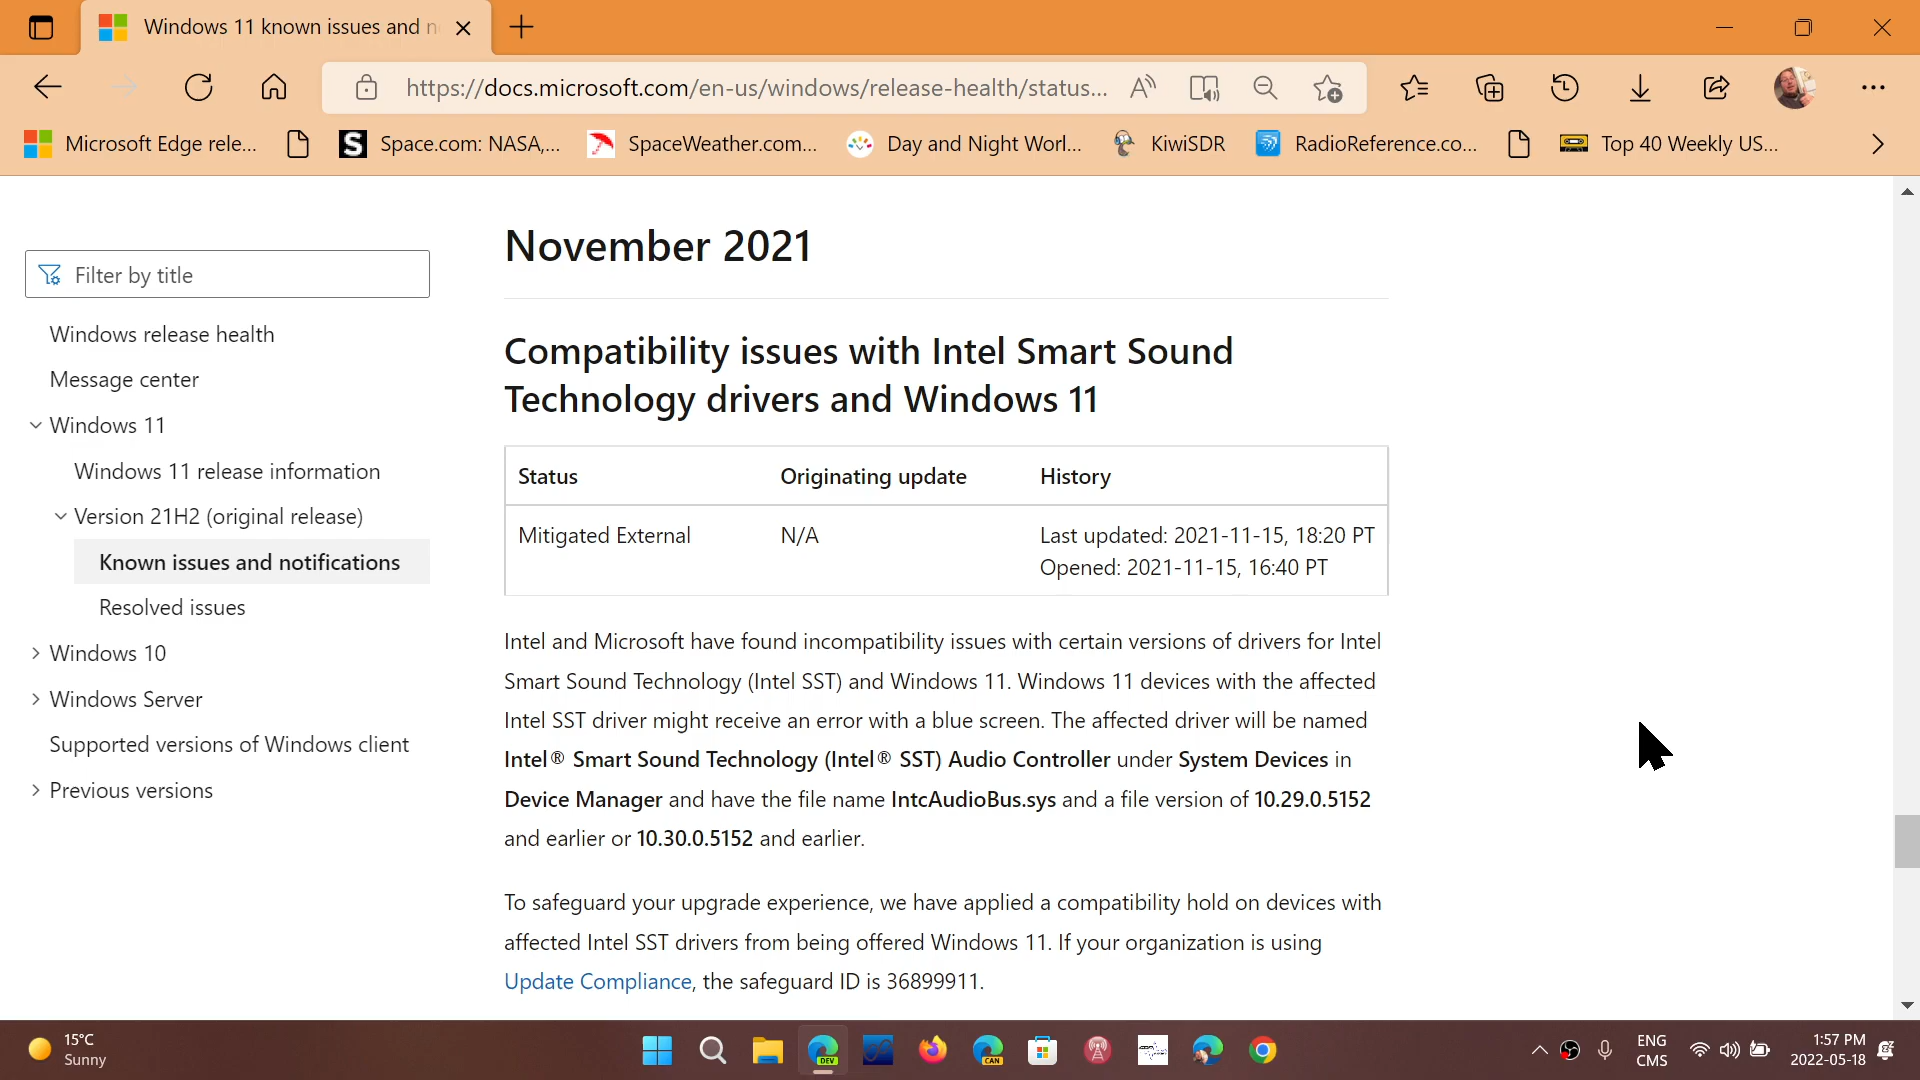 Windows 11 known issues and n
https://docs.microsoft.com/en-us/windows/release-health/status...
Microsoft Edge rele...
Space.com: NASA,...
SpaceWeather.com...
Day and Night Worl...
KiwiSDR
RadioReference.co...
Top 40 Weekly US...
Filter by title
Windows release health
Message center
Windows 11
Windows 11 release information
Version 21H2 (original release)
Known issues and notifications
Resolved issues
Windows 10
Windows Server
Supported versions of Windows client
Previous versions
November 2021
Compatibility issues with Intel Smart Sound
Technology drivers and Windows 11
Status Originating update History
Mitigated External N/A Last updated: 2021-11-15, 18:20 PT
Opened: 2021-11-15, 16:40 PT
Intel and Microsoft have found incompatibility issues with certain versions of drivers for Intel
Smart Sound Technology (Intel SST) and Windows 11. Windows 11 devices with the affected
Intel SST driver might receive an error with a blue screen. The affected driver will be named
Intel® Smart Sound Technology (Intel® SST) Audio Controller under System Devices in
Device Manager and have the file name IntcAudioBus.sys and a file version of 10.29.0.5152
and earlier or 10.30.0.5152 and earlier.
To safeguard your upgrade experience, we have applied a compatibility hold on devices with
affected Intel SST drivers from being offered Windows 11. If your organization is using
Update Compliance, the safeguard ID is 36899911.
15°C
Sunny
DEV
CAN
ENG
CMS
1:57 PM
2022-05-18